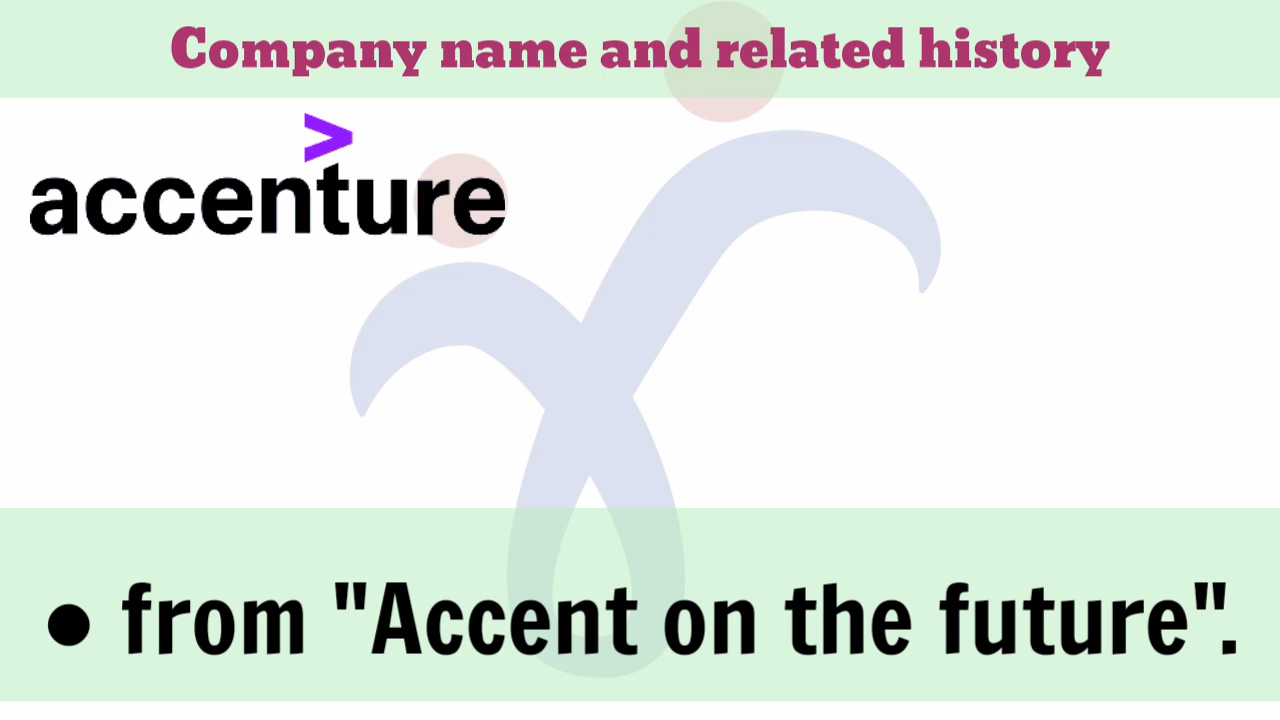 Company name and related history
>
accenture
● from "Accent on the future".